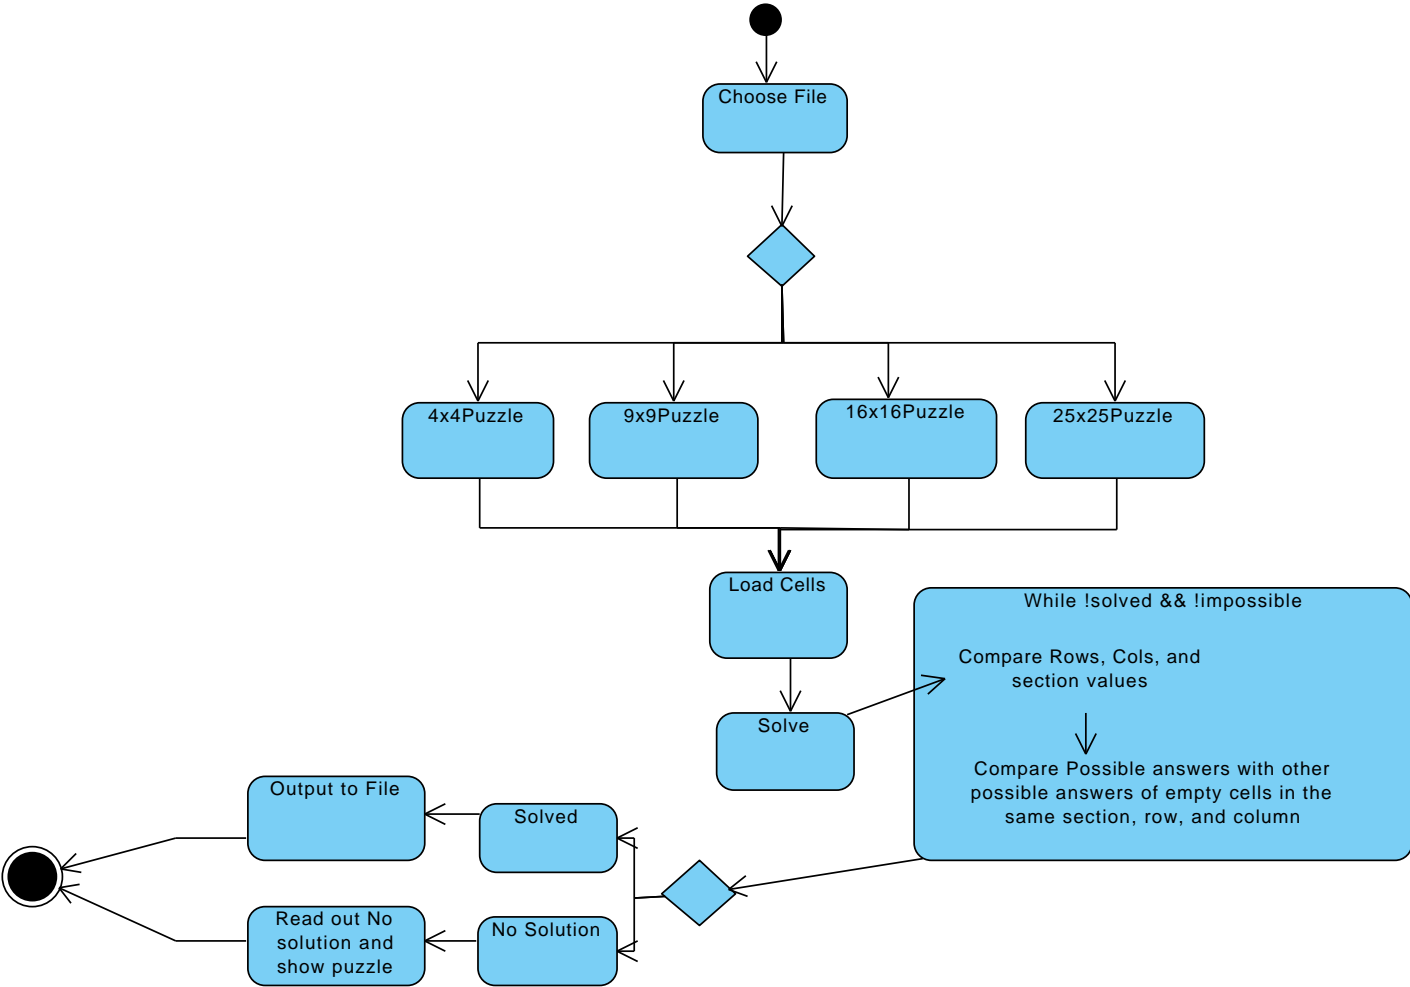 Choose File
4x4Puzzle
9x9Puzzle
16x16Puzzle
25x25Puzzle
Load Cells
While !solved && !impossible
Compare Rows, Cols, and
section values
Solve
Compare Possible answers with other
possible answers of empty cells in the
same section, row, and column
Output to File
Solved
Read out No
solution and
show puzzle
No Solution